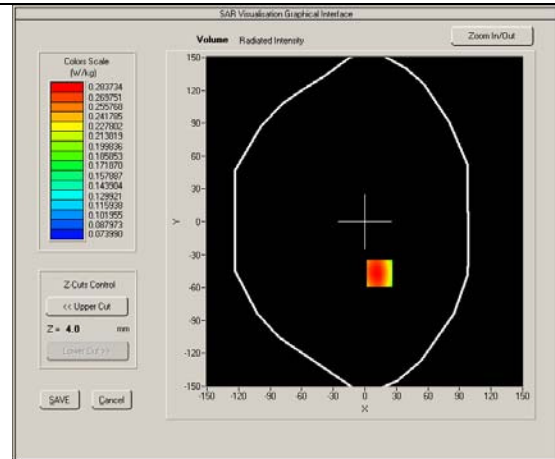 SAR Visualisation Graphical Interface
Volume Radiated Intensity
Zoom In/Out
Colors Scale
(W/kg)
0.283734
0.269751
0.255768
0.241785
0.227802
0.213819
0.199836
0.185853
0.171870
0.157887
0.143904
0.129921
0.115938
0.101955
0.087973
0.073990
Z-Cuts Control
<< Upper Cut
Z = 4.0 mm
Lower Cut >>
SAVE Cancel
150
120
90
60
30
0
-30
-60
-90
-120
-150
Y
-150 -120 -90 -60 -30 0 30 60 90 120 150
X